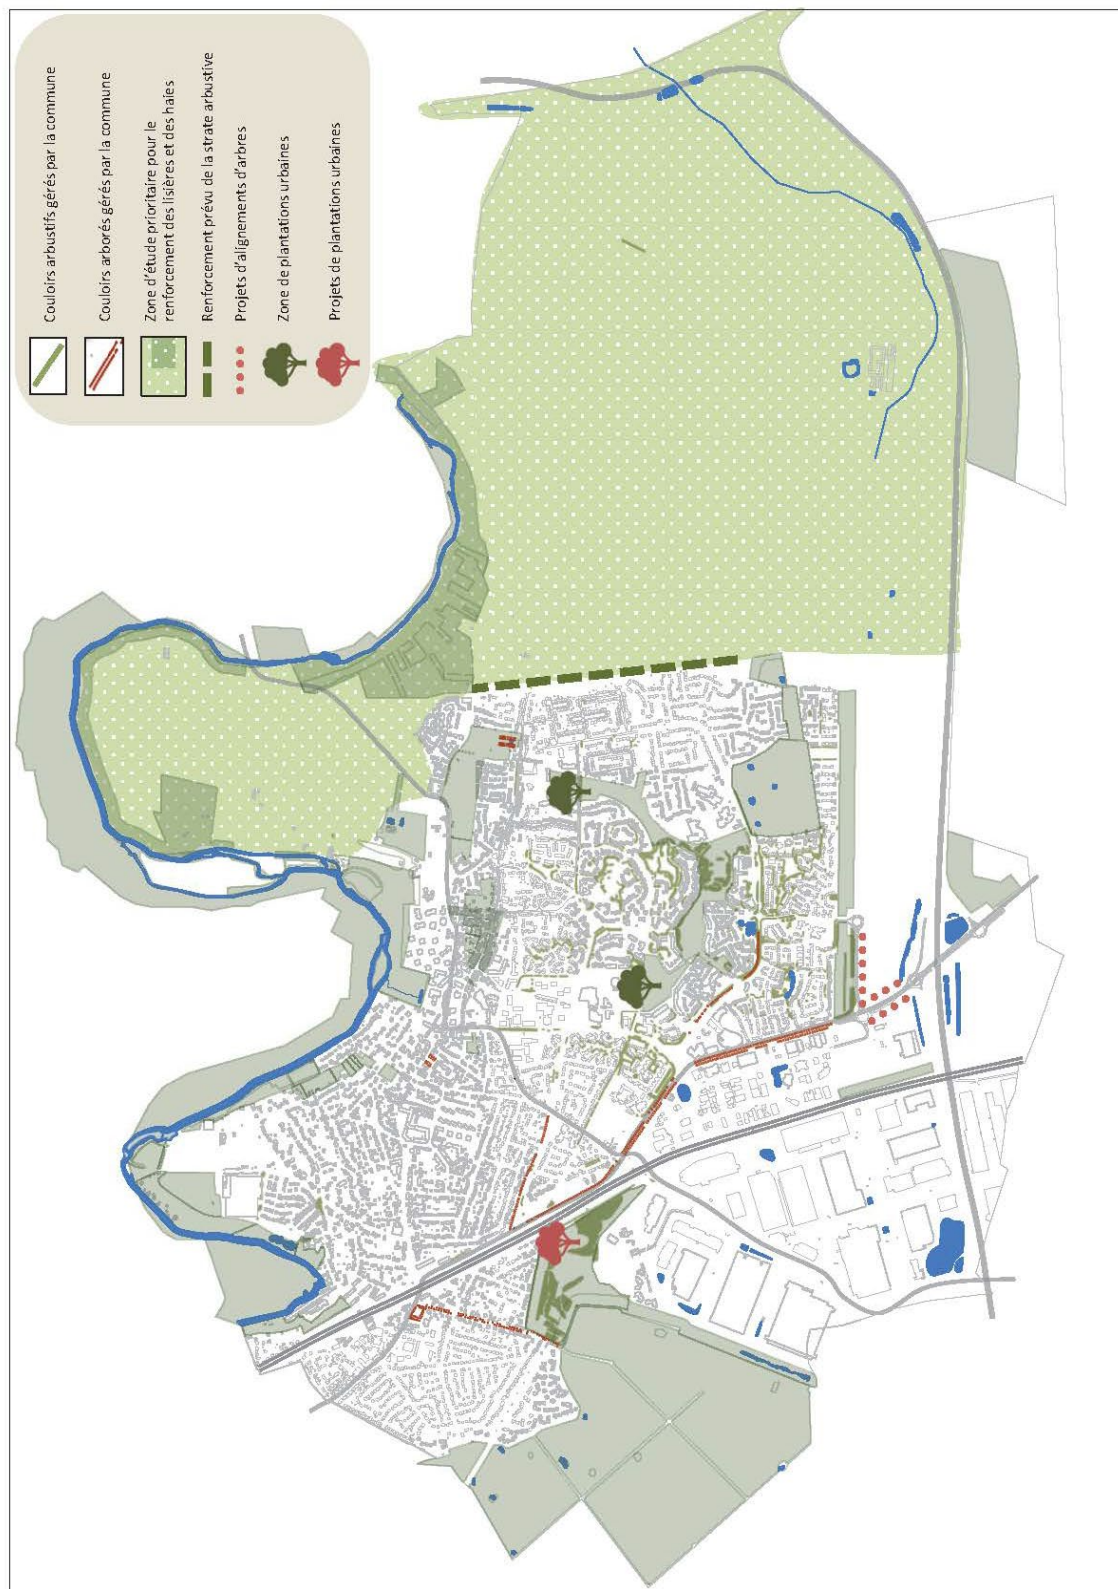 Couloirs arbustifs gérés par la commune
Couloirs arborés gérés par la commune
Zone d'étude prioritaire pour le
renforcement des lisières et des haies
Renforcement prévu de la strate arbustive
Projets d'alignements d'arbres
Zone de plantations urbaines
Projets de plantations urbaines